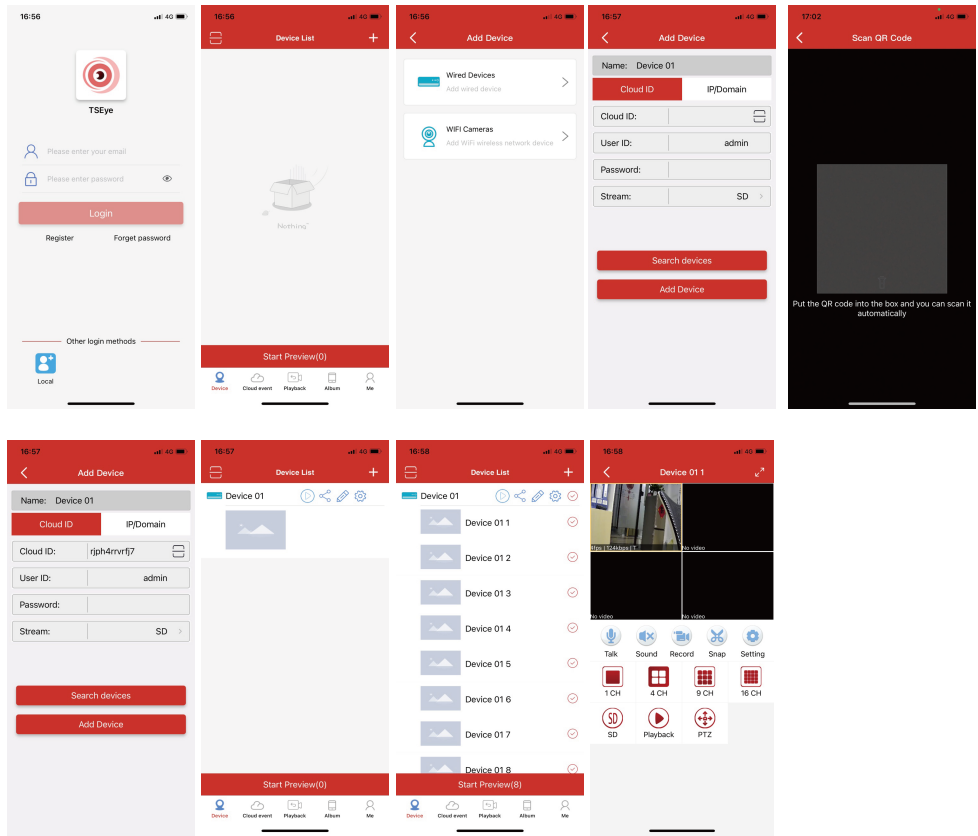 16:56
4G
TSEye
Please enter your email
Please enter password
Login
Register
Forget password
Other login methods
Local
16:56
4G
Device List
Nothing~
Start Preview(0)
Device
Cloud event
Playback
Album
Me
16:56
4G
Add Device
Wired Devices
Add wired device
WIFI Cameras
Add WiFi wireless network device
16:57
4G
Add Device
Name: Device 01
Cloud ID
IP/Domain
Cloud ID:
User ID: admin
Password:
Stream: SD
Search devices
Add Device
17:02
4G
Scan QR Code
Put the QR code into the box and you can scan it
automatically
16:57
4G
Add Device
Name: Device 01
Cloud ID
IP/Domain
Cloud ID: rjph4rrvrfj7
User ID: admin
Password:
Stream: SD
Search devices
Add Device
16:57
4G
Device List
Device 01
Start Preview(0)
Device
Cloud event
Playback
Album
Me
16:58
4G
Device List
Device 01
Device 01 1
Device 01 2
Device 01 3
Device 01 4
Device 01 5
Device 01 6
Device 01 7
Device 01 8
Start Preview(8)
Device
Cloud event
Playback
Album
Me
16:58
4G
Device 01 1
No video
No video
No video
Talk
Sound
Record
Snap
Setting
1 CH
4 CH
9 CH
16 CH
SD
SD
Playback
PTZ